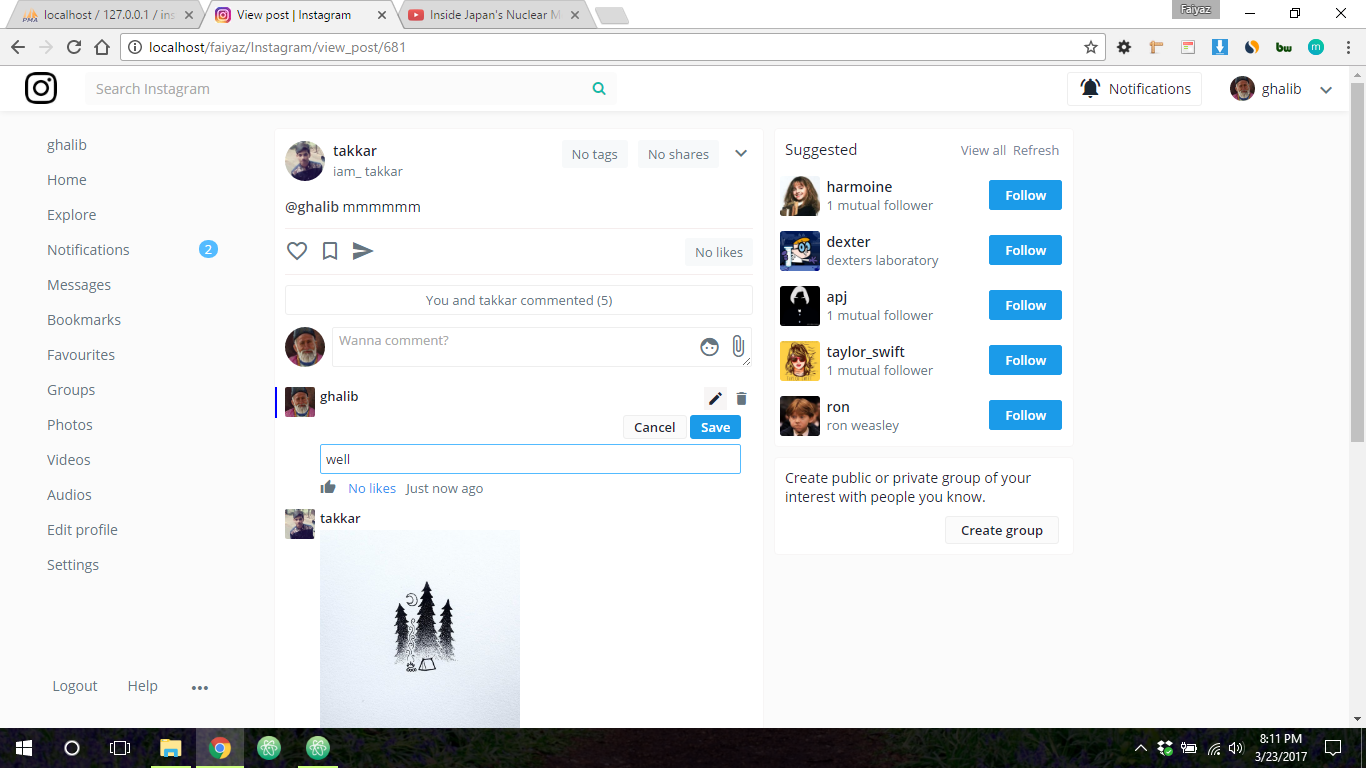 localhost / 127.0.0.1 / ins
View post | Instagram
Inside Japan's Nuclear M
Faiyaz
localhost/faiyaz/Instagram/view_post/681
bw
m
Search Instagram
Notifications
ghalib
ghalib
Home
Explore
Notifications
2
Messages
Bookmarks
Favourites
Groups
Photos
Videos
Audios
Edit profile
Settings
Logout
Help
takkar
iam_ takkar
No tags
No shares
@ghalib mmmmmm
No likes
You and takkar commented (5)
Wanna comment?
ghalib
Cancel
Save
well
No likes Just now ago
takkar
Suggested
View all Refresh
harmoine
1 mutual follower
Follow
dexter
dexters laboratory
Follow
apj
1 mutual follower
Follow
taylor_swift
1 mutual follower
Follow
ron
ron weasley
Follow
Create public or private group of your
interest with people you know.
Create group
8:11 PM
3/23/2017